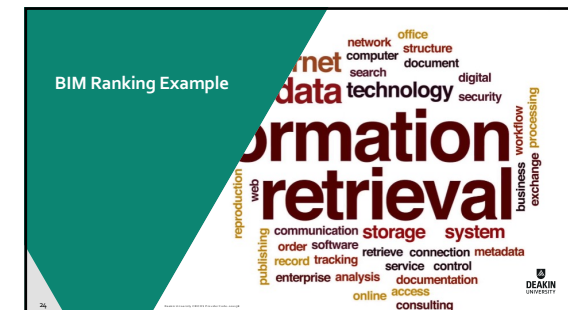 BIM Ranking Example
office
network structure
rnet computer document
search
digital
data technology security
ormation
retrieval
reproduction
web
business
workflow
exchange
processing
publishing
communication storage system
order software retrieve connection metadata
record tracking service control
enterprise analysis documentation
online access
consulting
DEAKIN
UNIVERSITY
24